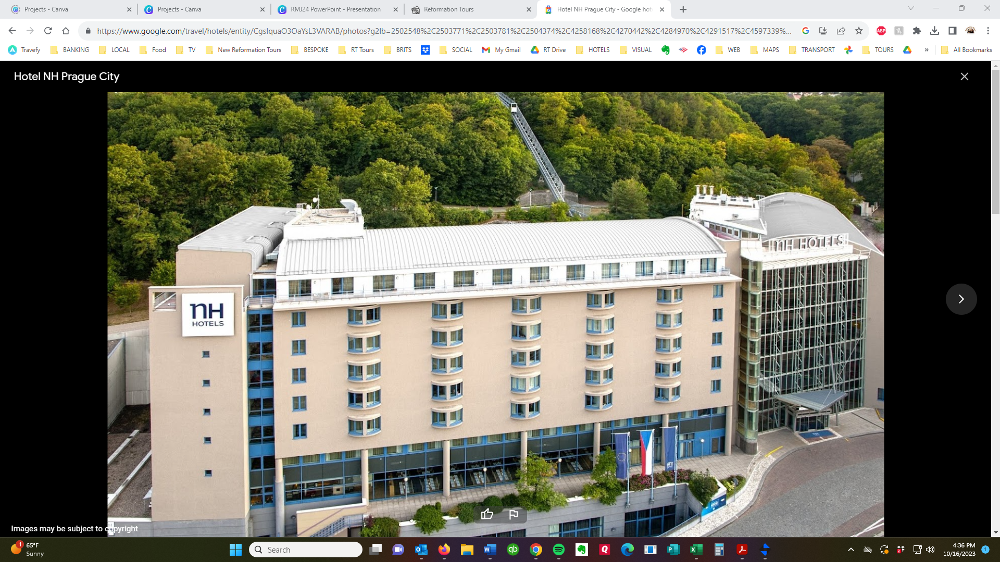 Projects - Canva
Projects - Canva
RMJ24 PowerPoint - Presentation
Reformation Tours
Hotel NH Prague City - Google hot
https://www.google.com/travel/hotels/entity/CgsIquaO3OaYsL3VARAB/photos?g2lb=2502548%2C2503771%2C2503781%2C2504374%2C4258168%2C4270442%2C4284970%2C4291517%2C4597339%...
Travefy
BANKING
LOCAL
Food
TV
New Reformation Tours
BESPOKE
RT Tours
BRITS
SOCIAL
My Gmail
RT Drive
HOTELS
VISUAL
WEB
MAPS
TRANSPORT
TOURS
»
All Bookmarks
ABP
Hotel NH Prague City
nH HOTELS
nH
HOTELS
Images may be subject to copyright
1
65°F
Sunny
Search
4:36 PM
10/16/2023
1